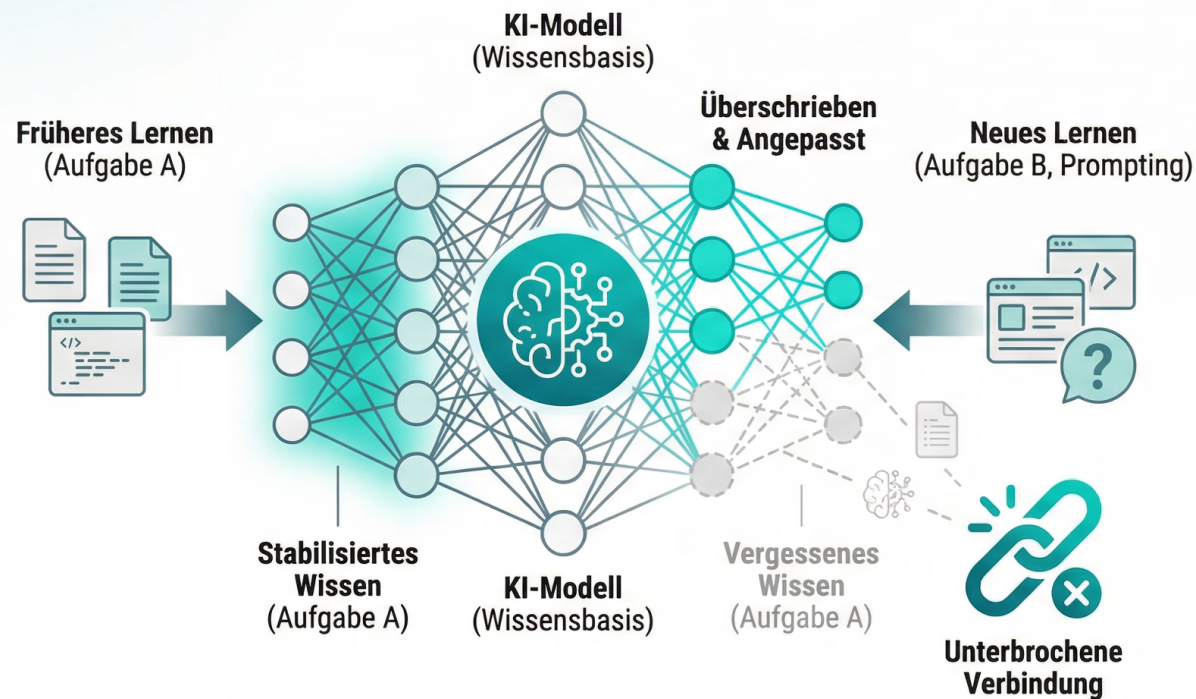 KI-Modell
(Wissensbasis)
Früheres Lernen
(Aufgabe A)
Überschrieben
& Angepasst
Neues Lernen
(Aufgabe B, Prompting)
</>
</>
?
Stabilisiertes
Wissen
(Aufgabe A)
KI-Modell
(Wissensbasis)
Vergessenes
Wissen
(Aufgabe A)
Unterbrochene
Verbindung